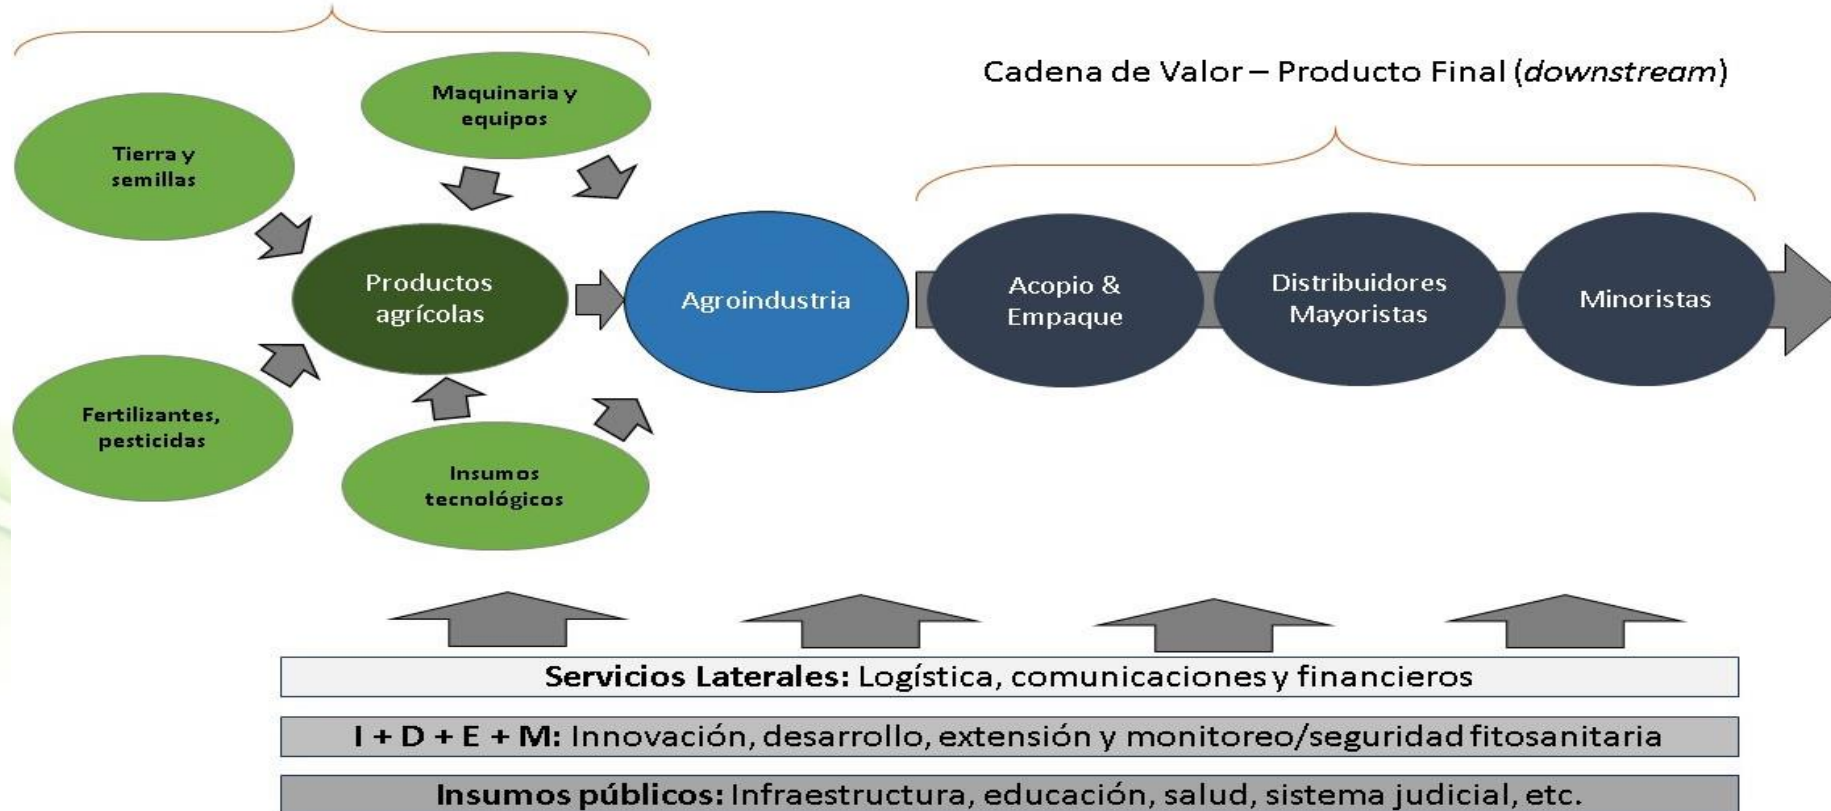 Cadena de Valor – Producto Final (downstream)
Maquinaria y
equipos
Tierra y
semillas
Productos
agrícolas
Agroindustria
Acopio &
Empaque
Distribuidores
Mayoristas
Minoristas
Fertilizantes,
pesticidas
Insumos
tecnológicos
Servicios Laterales: Logística, comunicaciones y financieros
I + D + E + M: Innovación, desarrollo, extensión y monitoreo/seguridad fitosanitaria
Insumos públicos: Infraestructura, educación, salud, sistema judicial, etc.